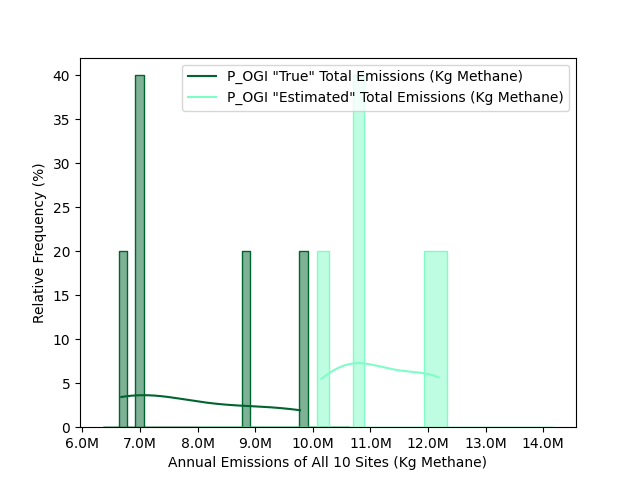 P_OGI "True" Total Emissions (Kg Methane)
P_OGI "Estimated" Total Emissions (Kg Methane)
Relative Frequency (%)
40
35
30
25
20
15
10
5
0
6.0M 7.0M 8.0M 9.0M 10.0M 11.0M 12.0M 13.0M 14.0M
Annual Emissions of All 10 Sites (Kg Methane)